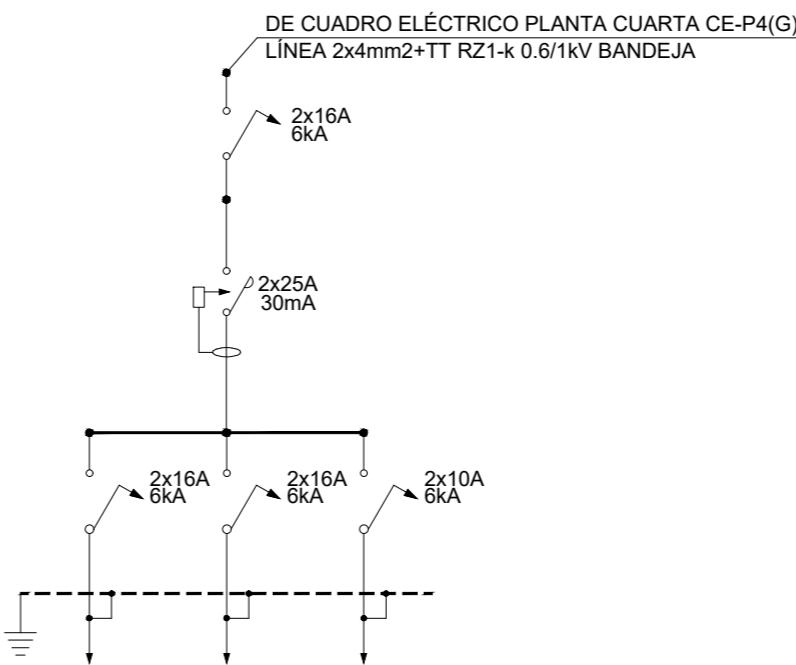 DE CUADRO ELÉCTRICO PLANTA CUARTA CE-P4(G)
LÍNEA 2x4mm2+TT RZ1-k 0.6/1kV BANDEJA
2x16A
6kA
2x25A
30mA
2x16A
6kA
2x16A
6kA
2x10A
6kA